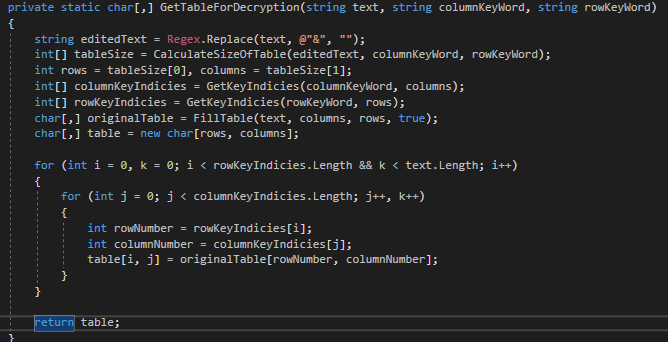 private static char[,] GetTableForDecryption(string text, string columnKeyWord, string rowKeyWord)
{
    string editedText = Regex.Replace(text, @"&", "");
    int[] tableSize = CalculateSizeOfTable(editedText, columnKeyWord, rowKeyWord);
    int rows = tableSize[0], columns = tableSize[1];
    int[] columnKeyIndicies = GetKeyIndicies(columnKeyWord, columns);
    int[] rowKeyIndicies = GetKeyIndicies(rowKeyWord, rows);
    char[,] originalTable = FillTable(text, columns, rows, true);
    char[,] table = new char[rows, columns];

    for (int i = 0, k = 0; i < rowKeyIndicies.Length && k < text.Length; i++)
    {
        for (int j = 0; j < columnKeyIndicies.Length; j++, k++)
        {
            int rowNumber = rowKeyIndicies[i];
            int columnNumber = columnKeyIndicies[j];
            table[i, j] = originalTable[rowNumber, columnNumber];
        }
    }

    return table;
}